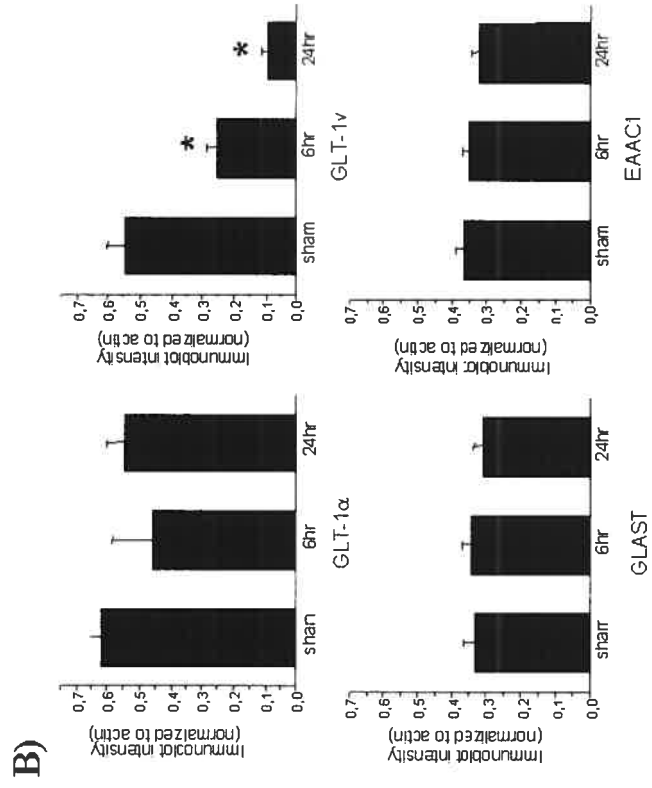 B)
Immunoblot intensity
(normalized to actin)
0,7
0,6
0,5
0,4
0,3
0,2
0,1
0,0
sham
6hr
24hr
GLT-1α
Immunoblot intensity
(normalized to actin)
0,7
0,6
0,5
0,4
0,3
0,2
0,1
0,0
*
*
sham
6hr
24hr
GLT-1v
Immunoblot intensity
(normalized to actin)
0,7
0,6
0,5
0,4
0,3
0,2
0,1
0,0
sham
6hr
24hr
GLAST
Immunoblot intensity
(normalized to actin)
0,7
0,6
0,5
0,4
0,3
0,2
0,1
0,0
sham
6hr
24hr
EAAC1